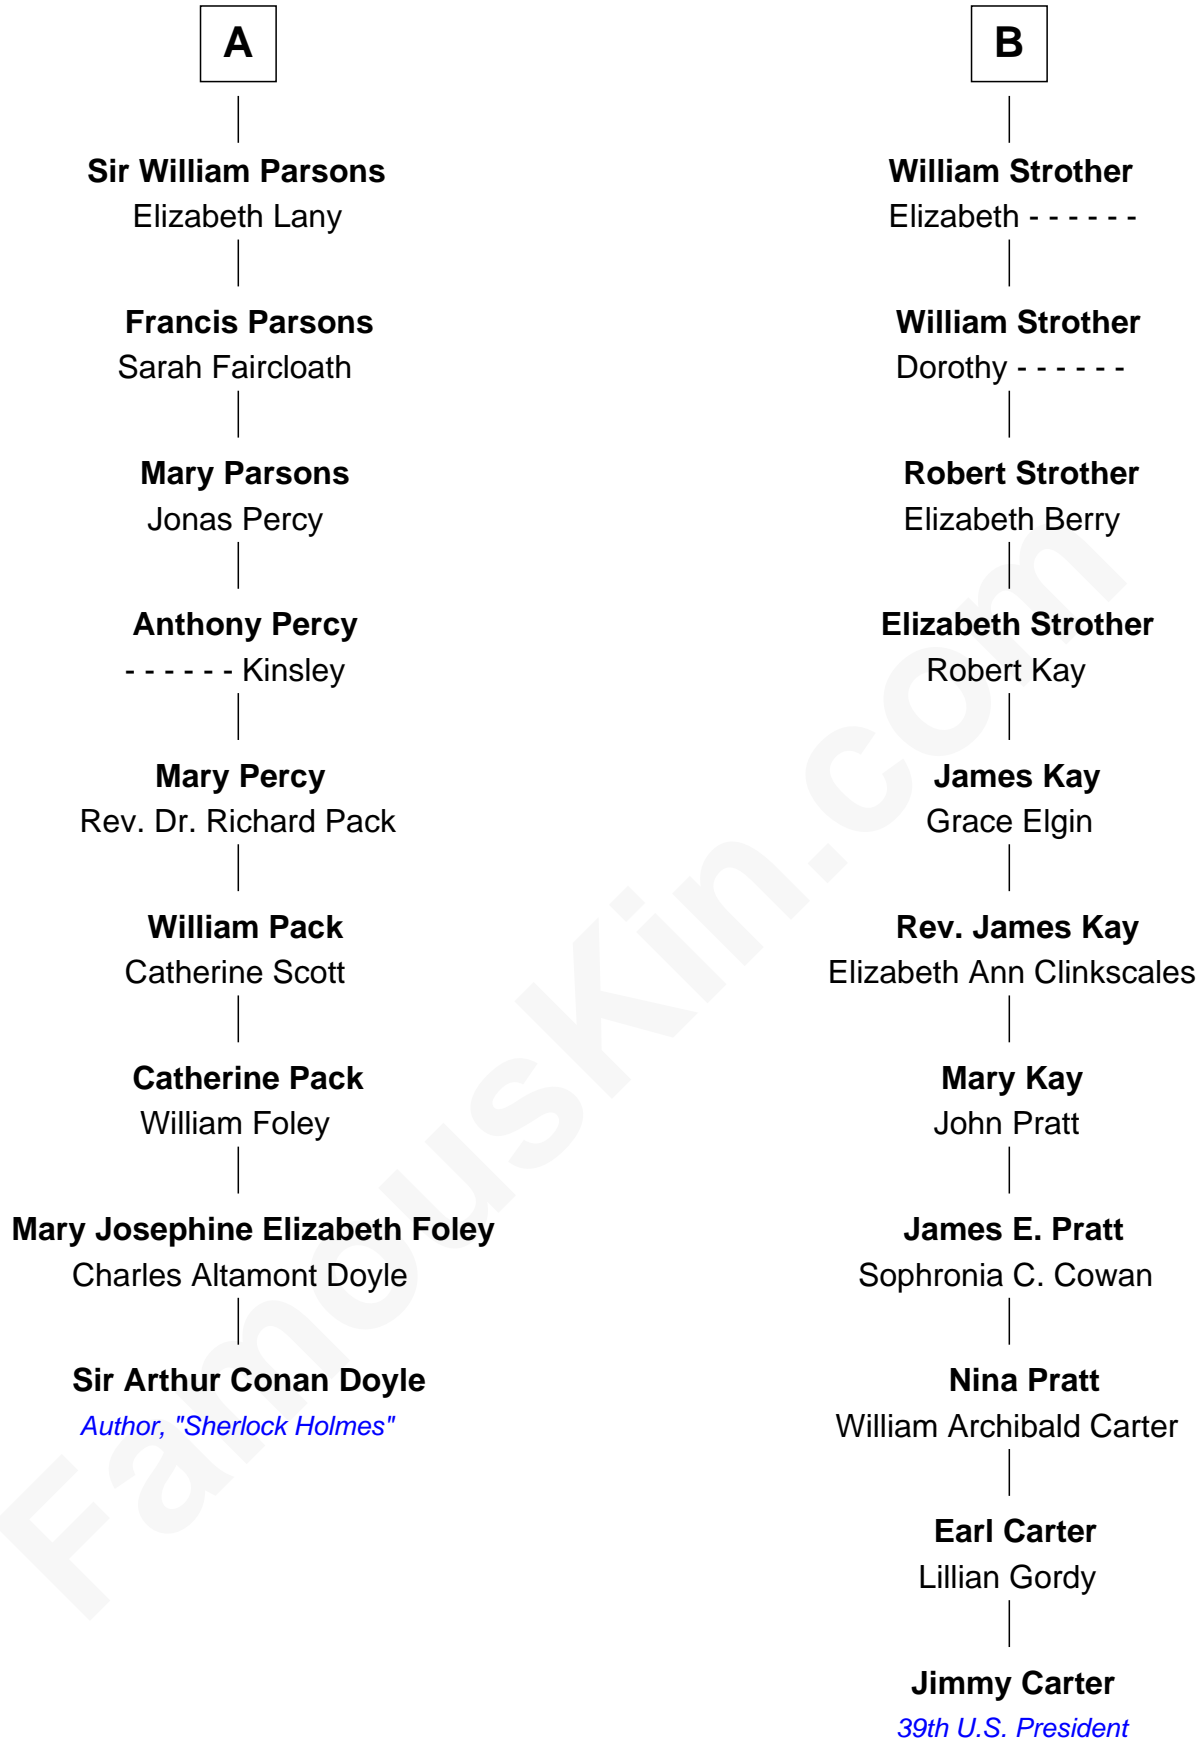 A
Sir William Parsons
Elizabeth Lany
Francis Parsons
Sarah Faircloath
Mary Parsons
Jonas Percy
Anthony Percy
- - - - - - Kinsley
Mary Percy
Rev. Dr. Richard Pack
William Pack
Catherine Scott
Catherine Pack
William Foley
Mary Josephine Elizabeth Foley
Charles Altamont Doyle
Sir Arthur Conan Doyle
Author, "Sherlock Holmes"
B
William Strother
Elizabeth - - - - - -
William Strother
Dorothy - - - - - -
Robert Strother
Elizabeth Berry
Elizabeth Strother
Robert Kay
James Kay
Grace Elgin
Rev. James Kay
Elizabeth Ann Clinkscales
Mary Kay
John Pratt
James E. Pratt
Sophronia C. Cowan
Nina Pratt
William Archibald Carter
Earl Carter
Lillian Gordy
Jimmy Carter
39th U.S. President
FamousKin.com